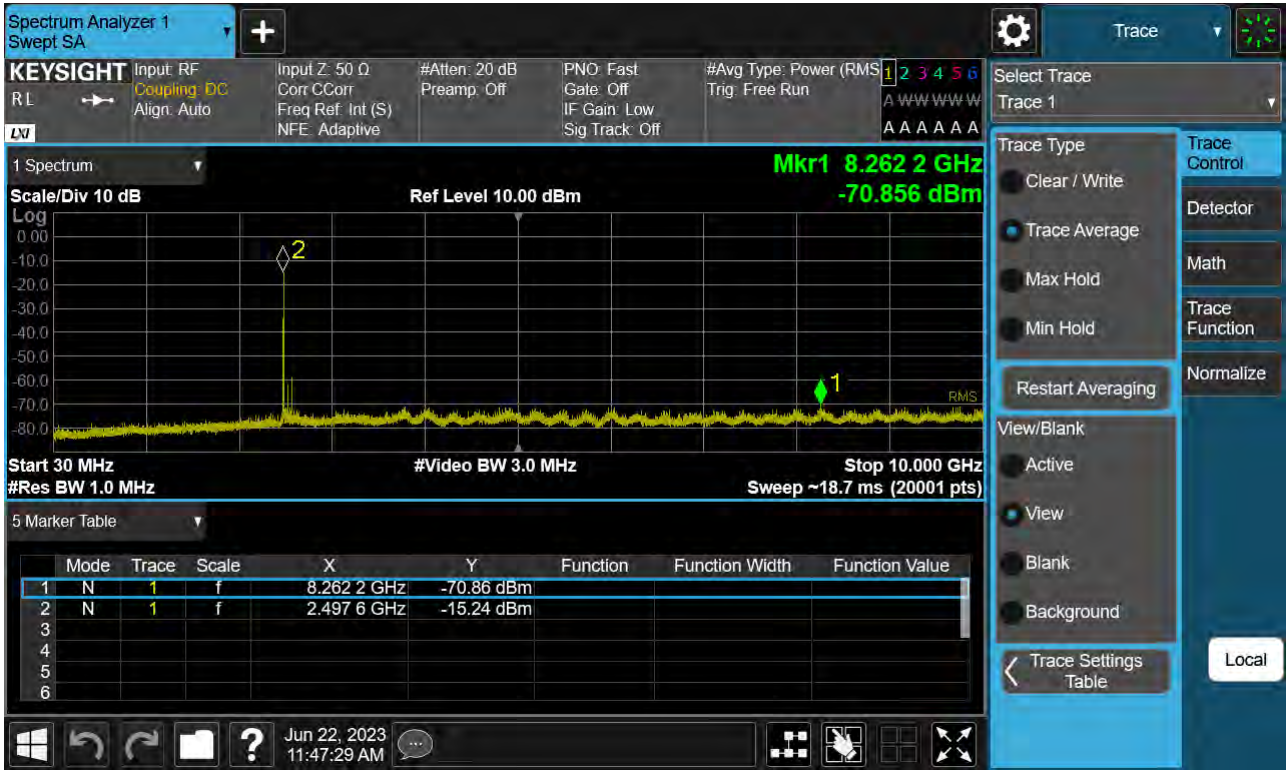 Spectrum Analyzer 1
Swept SA
Trace
KEYSIGHT
RL
LXI
Input: RF
Coupling: DC
Align: Auto
Input Z: 50 Ω
Corr CCorr
Freq Ref: Int (S)
NFE: Adaptive
#Atten: 20 dB
Preamp: Off
PNO: Fast
Gate: Off
IF Gain: Low
Sig Track: Off
#Avg Type: Power (RMS
Trig: Free Run
1 2 3 4 5 6
A W W W W W
A A A A A A
Select Trace
Trace 1
1 Spectrum
Mkr1 8.262 2 GHz
-70.856 dBm
Scale/Div 10 dB
Ref Level 10.00 dBm
Log
0.00
-10.0
-20.0
-30.0
-40.0
-50.0
-60.0
-70.0
-80.0
2
1
RMS
Start 30 MHz
#Video BW 3.0 MHz
Stop 10.000 GHz
#Res BW 1.0 MHz
Sweep ~18.7 ms (20001 pts)
5 Marker Table
Mode Trace Scale X Y Function Function Width Function Value
1 N 1 f 8.262 2 GHz -70.86 dBm
2 N 1 f 2.497 6 GHz -15.24 dBm
3
4
5
6
Trace Type
Clear / Write
Trace Average
Max Hold
Min Hold
Restart Averaging
View/Blank
Active
View
Blank
Background
Trace Settings
Table
Trace
Control
Detector
Math
Trace
Function
Normalize
Local
?
Jun 22, 2023
11:47:29 AM